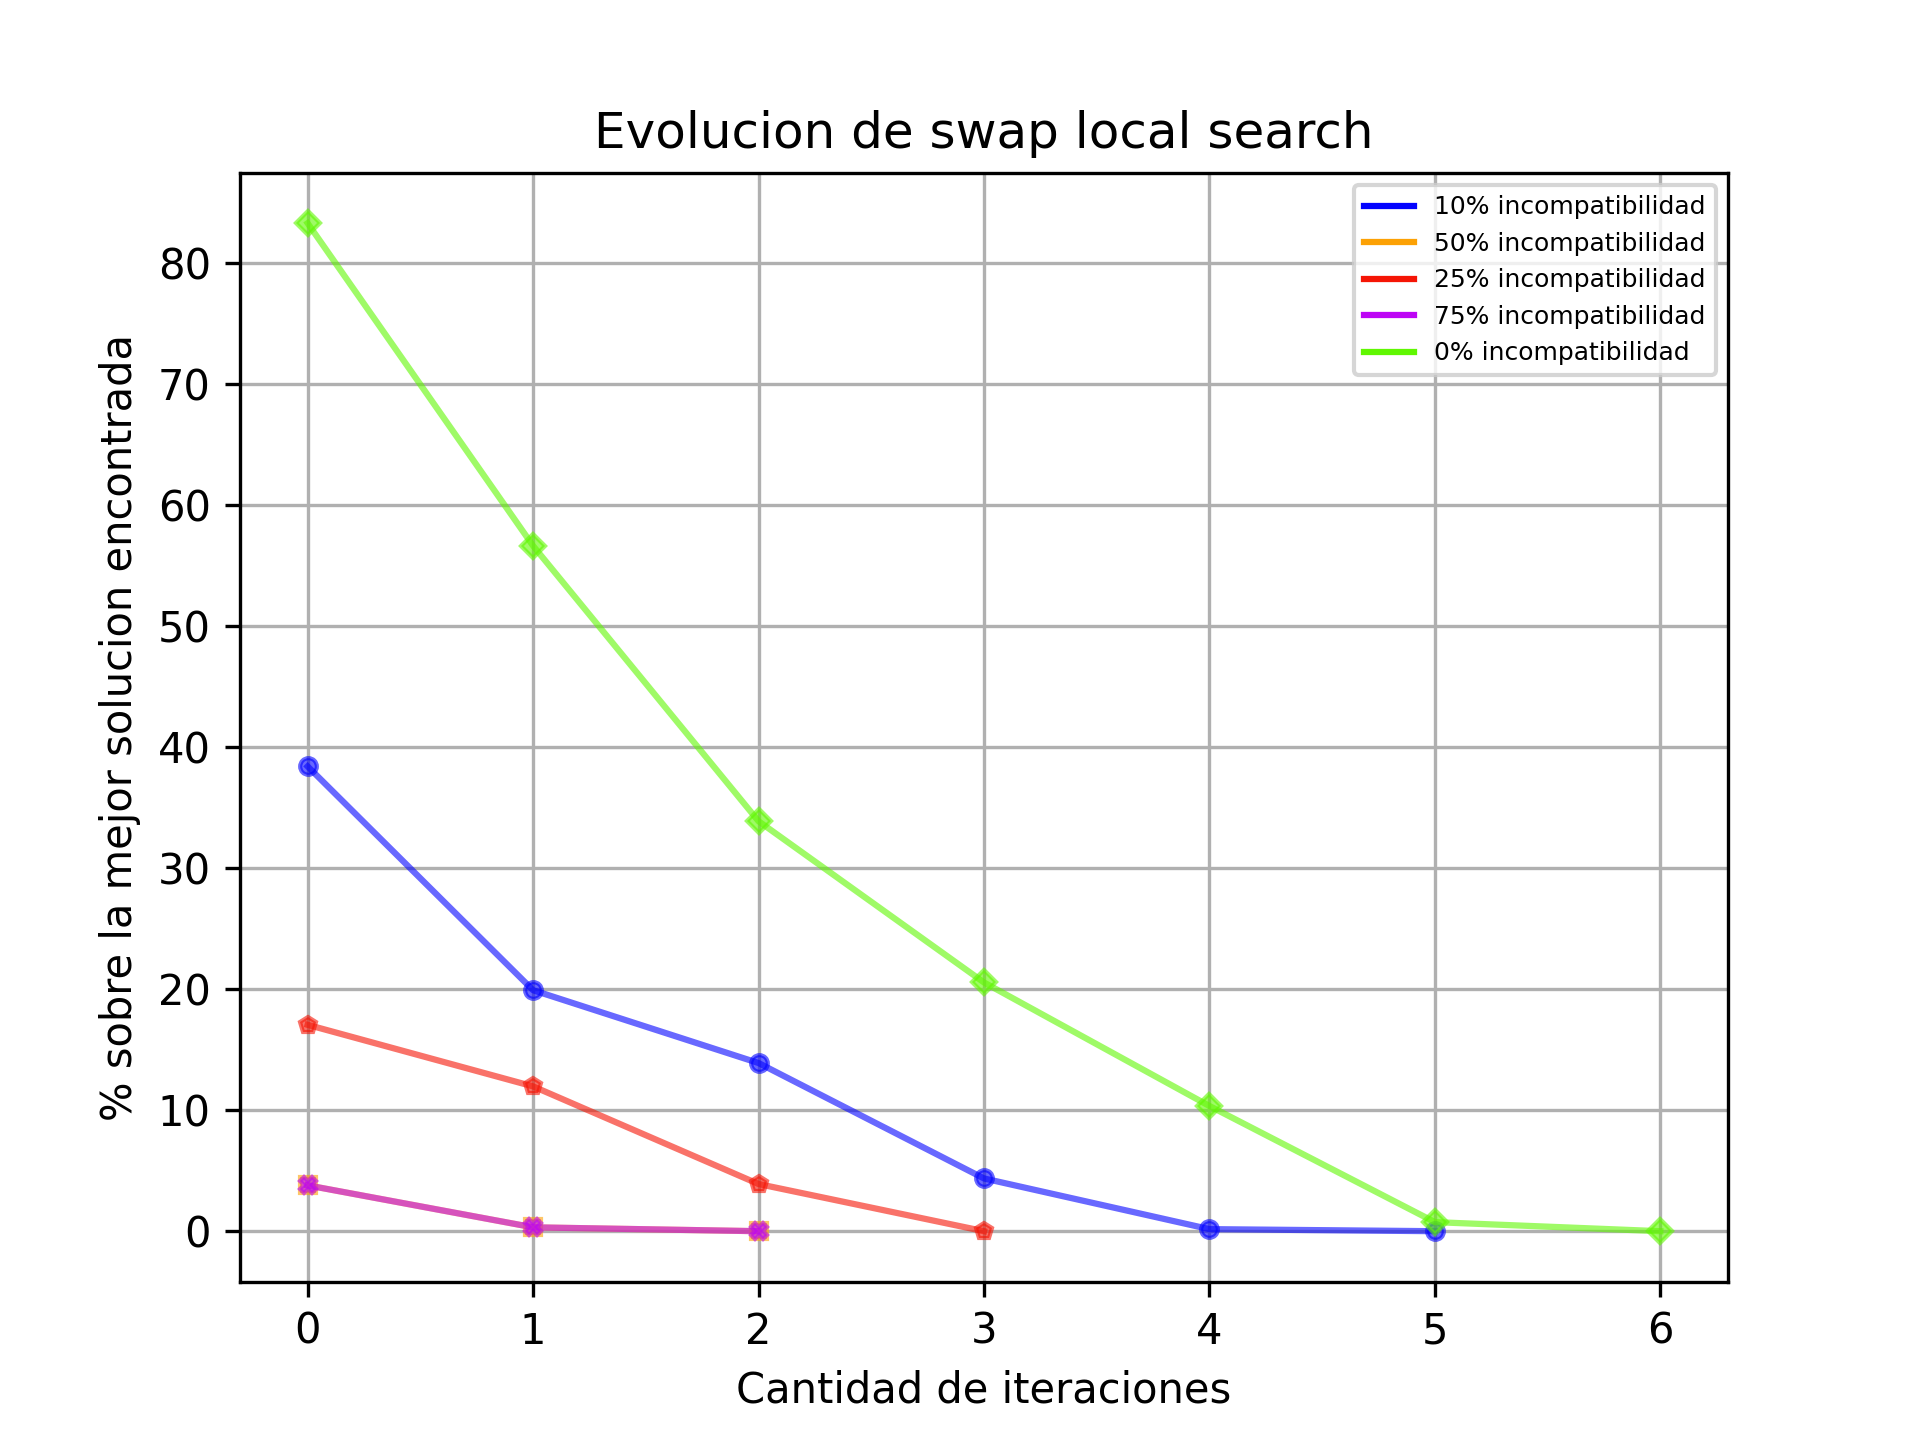 Evolucion de swap local search
10% incompatibilidad
50% incompatibilidad
25% incompatibilidad
75% incompatibilidad
0% incompatibilidad
% sobre la mejor solucion encontrada
80
70
60
50
40
30
20
10
0
0 1 2 3 4 5 6
Cantidad de iteraciones